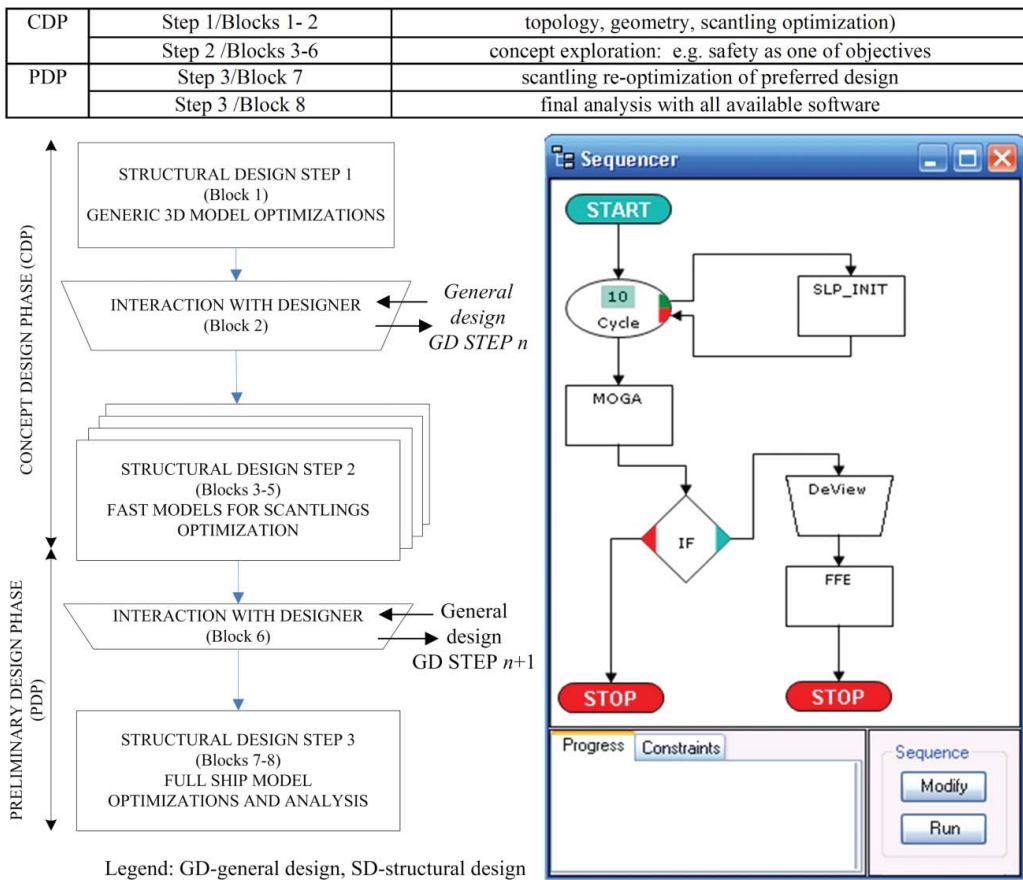 CDP Step 1/Blocks 1- 2 topology, geometry, scantling optimization)
Step 2 /Blocks 3-6 concept exploration: e.g. safety as one of objectives
PDP Step 3/Block 7 scantling re-optimization of preferred design
Step 3 /Block 8 final analysis with all available software
CONCEPT DESIGN PHASE (CDP)
STRUCTURAL DESIGN STEP 1
(Block 1)
GENERIC 3D MODEL OPTIMIZATIONS
INTERACTION WITH DESIGNER
(Block 2)
General
design
GD STEP n
STRUCTURAL DESIGN STEP 2
(Blocks 3-5)
FAST MODELS FOR SCANTLINGS
OPTIMIZATION
PRELIMINARY DESIGN PHASE
(PDP)
INTERACTION WITH DESIGNER
(Block 6)
General
design
GD STEP n+1
STRUCTURAL DESIGN STEP 3
(Blocks 7-8)
FULL SHIP MODEL
OPTIMIZATIONS AND ANALYSIS
Legend: GD-general design, SD-structural design
Sequencer
START
10
Cycle
SLP_INIT
MOGA
IF
DeView
FFE
STOP
STOP
Progress Constraints
Sequence
Modify
Run